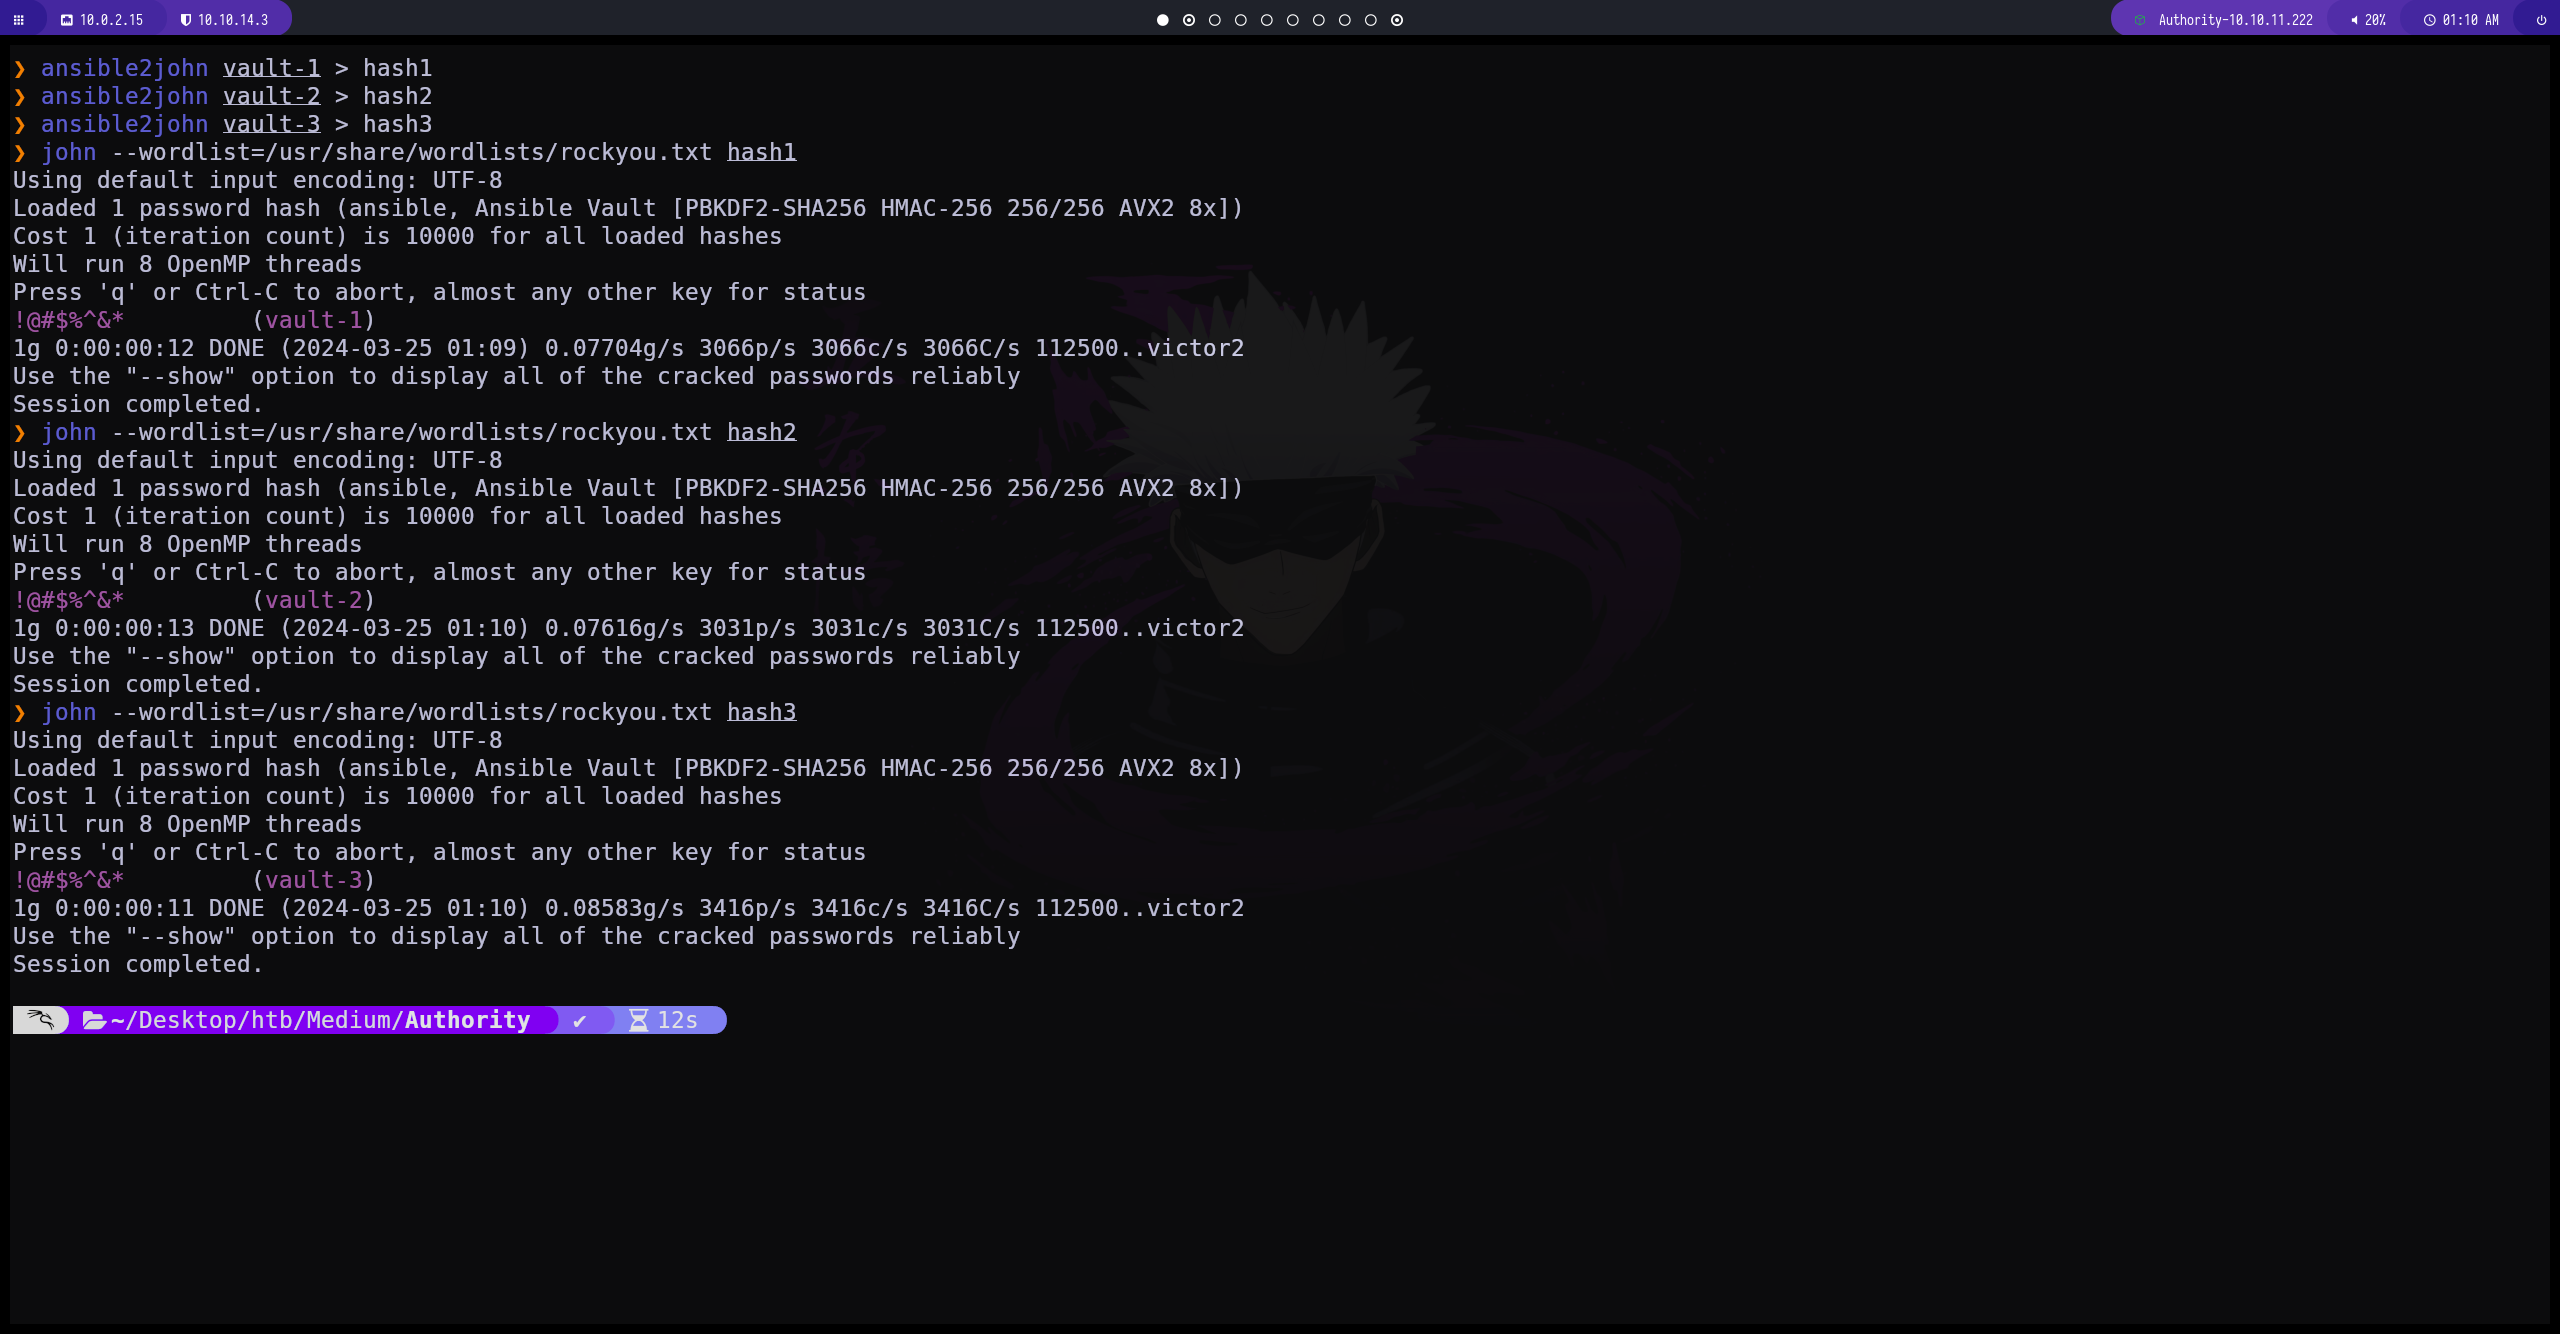 10.0.2.15 10.10.14.3 Authority-10.10.11.222 20% 01:10 AM
❯ ansible2john vault-1 > hash1
❯ ansible2john vault-2 > hash2
❯ ansible2john vault-3 > hash3
❯ john --wordlist=/usr/share/wordlists/rockyou.txt hash1
Using default input encoding: UTF-8
Loaded 1 password hash (ansible, Ansible Vault [PBKDF2-SHA256 HMAC-256 256/256 AVX2 8x])
Cost 1 (iteration count) is 10000 for all loaded hashes
Will run 8 OpenMP threads
Press 'q' or Ctrl-C to abort, almost any other key for status
!@#$%^&*         (vault-1)
1g 0:00:00:12 DONE (2024-03-25 01:09) 0.07704g/s 3066p/s 3066c/s 3066C/s 112500..victor2
Use the "--show" option to display all of the cracked passwords reliably
Session completed.
❯ john --wordlist=/usr/share/wordlists/rockyou.txt hash2
Using default input encoding: UTF-8
Loaded 1 password hash (ansible, Ansible Vault [PBKDF2-SHA256 HMAC-256 256/256 AVX2 8x])
Cost 1 (iteration count) is 10000 for all loaded hashes
Will run 8 OpenMP threads
Press 'q' or Ctrl-C to abort, almost any other key for status
!@#$%^&*         (vault-2)
1g 0:00:00:13 DONE (2024-03-25 01:10) 0.07616g/s 3031p/s 3031c/s 3031C/s 112500..victor2
Use the "--show" option to display all of the cracked passwords reliably
Session completed.
❯ john --wordlist=/usr/share/wordlists/rockyou.txt hash3
Using default input encoding: UTF-8
Loaded 1 password hash (ansible, Ansible Vault [PBKDF2-SHA256 HMAC-256 256/256 AVX2 8x])
Cost 1 (iteration count) is 10000 for all loaded hashes
Will run 8 OpenMP threads
Press 'q' or Ctrl-C to abort, almost any other key for status
!@#$%^&*         (vault-3)
1g 0:00:00:11 DONE (2024-03-25 01:10) 0.08583g/s 3416p/s 3416c/s 3416C/s 112500..victor2
Use the "--show" option to display all of the cracked passwords reliably
Session completed.
~/Desktop/htb/Medium/Authority ✔ 12s